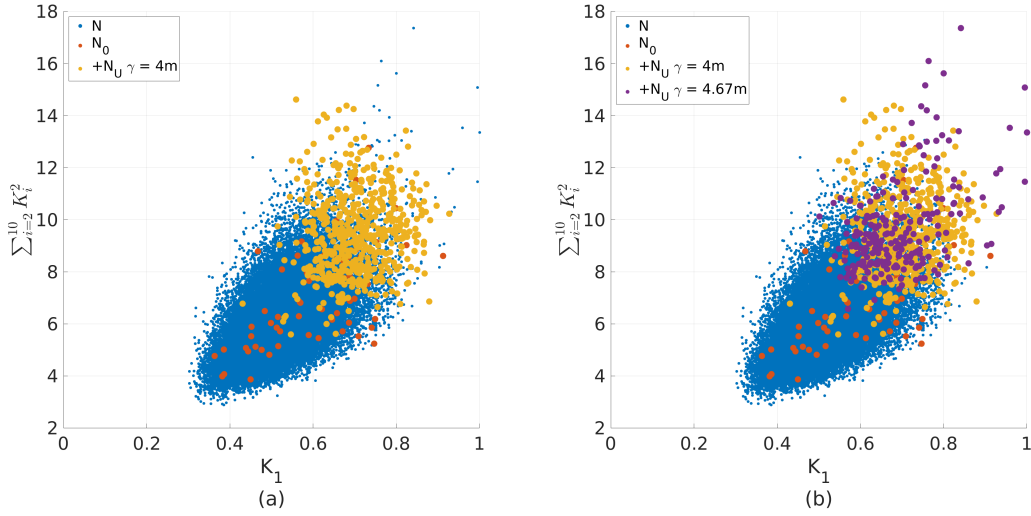 18
16
14
12
10
8
6
4
2
0
0.2
0.4
0.6
0.8
1
∑_{i=2}^{10} K_i^2
K_1
N
N_0
+N_U γ = 4m
(a)
18
16
14
12
10
8
6
4
2
0
0.2
0.4
0.6
0.8
1
∑_{i=2}^{10} K_i^2
K_1
N
N_0
+N_U γ = 4m
+N_U γ = 4.67m
(b)